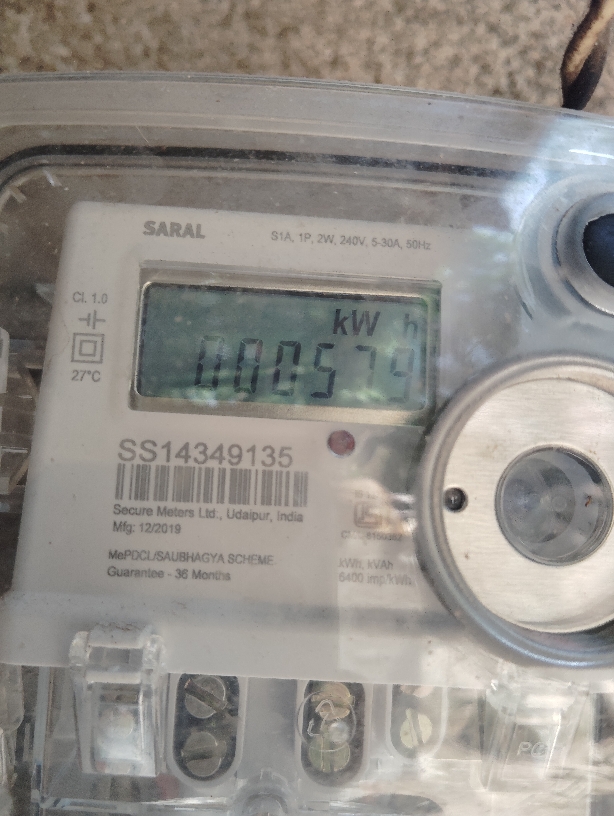 SARAL
S1A, 1P, 2W, 240V, 5-30A, 50Hz
Cl. 1.0
27°C
kW h
000579
SS14349135
Secure Meters Ltd., Udaipur, India
Mfg: 12/2019
MePDCL/SAUBHAGYA SCHEME
Guarantee - 36 Months
kWh, kVAh
6400 imp/kWh